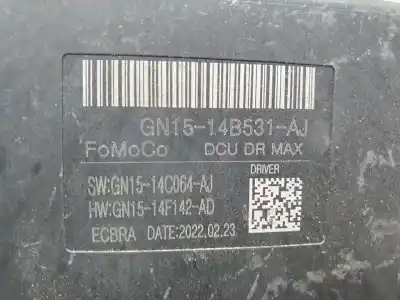 GN15-14B531-AJ
FoMoCo DCU DR MAX
DRIVER
SW:GN15-14C064-AJ
HW:GN15-14F142-AD
ECBRA DATE:2022.02.23